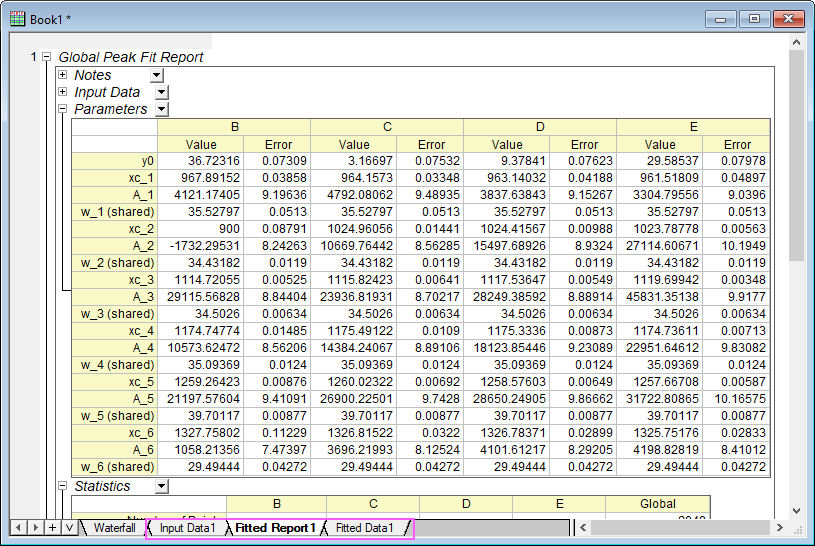 Book1 *
1 Global Peak Fit Report
Notes
Input Data
Parameters
B C D E
Value Error Value Error Value Error Value Error
y0 36.72316 0.07309 3.16697 0.07532 9.37841 0.07623 29.58537 0.07978
xc_1 967.89152 0.03858 964.1573 0.03348 963.14032 0.04188 961.51809 0.04897
A_1 4121.17405 9.19636 4792.08062 9.48935 3837.63843 9.15267 3304.79556 9.0396
w_1 (shared) 35.52797 0.0513 35.52797 0.0513 35.52797 0.0513 35.52797 0.0513
xc_2 900 0.08791 1024.96056 0.01441 1024.41567 0.00988 1023.78778 0.00563
A_2 -1732.29531 8.24263 10669.76442 8.56285 15497.68926 8.9324 27114.60671 10.1949
w_2 (shared) 34.43182 0.0119 34.43182 0.0119 34.43182 0.0119 34.43182 0.0119
xc_3 1114.72055 0.00525 1115.82423 0.00641 1117.53647 0.00549 1119.69942 0.00348
A_3 29115.56828 8.84404 23936.81931 8.70217 28249.38592 8.88914 45831.35138 9.9177
w_3 (shared) 34.5026 0.00634 34.5026 0.00634 34.5026 0.00634 34.5026 0.00634
xc_4 1174.74774 0.01485 1175.49122 0.0109 1175.3336 0.00873 1174.73611 0.00713
A_4 10573.62472 8.56206 14384.24067 8.89106 18123.85446 9.23089 22951.64612 9.83082
w_4 (shared) 35.09369 0.0124 35.09369 0.0124 35.09369 0.0124 35.09369 0.0124
xc_5 1259.26423 0.00876 1260.02322 0.00692 1258.57603 0.00649 1257.66708 0.00587
A_5 21197.57604 9.41091 26900.22501 9.7428 28650.24905 9.86662 31722.80865 10.16575
w_5 (shared) 39.70117 0.00877 39.70117 0.00877 39.70117 0.00877 39.70117 0.00877
xc_6 1327.75802 0.11229 1326.81522 0.0322 1326.78371 0.02899 1325.75176 0.02833
A_6 1058.21356 7.47397 3696.21993 8.12524 4101.61217 8.29205 4198.82819 8.41012
w_6 (shared) 29.49444 0.04272 29.49444 0.04272 29.49444 0.04272 29.49444 0.04272
Statistics
B C D E Global
Waterfall Input Data1 Fitted Report1 Fitted Data1